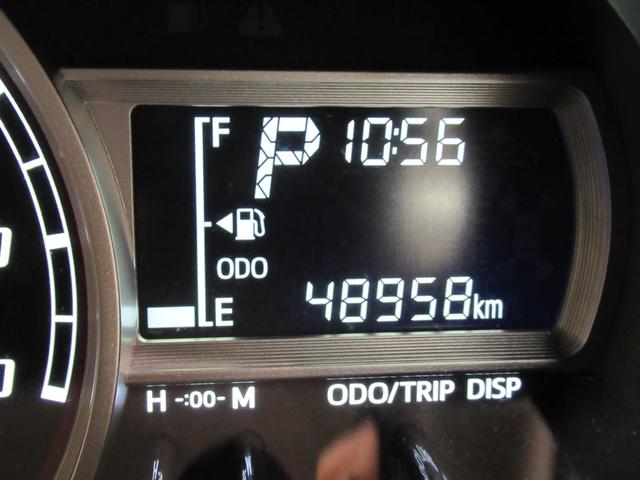 F
P 10:56
ODO
E
48958km
H -:00- M
ODO/TRIP DISP